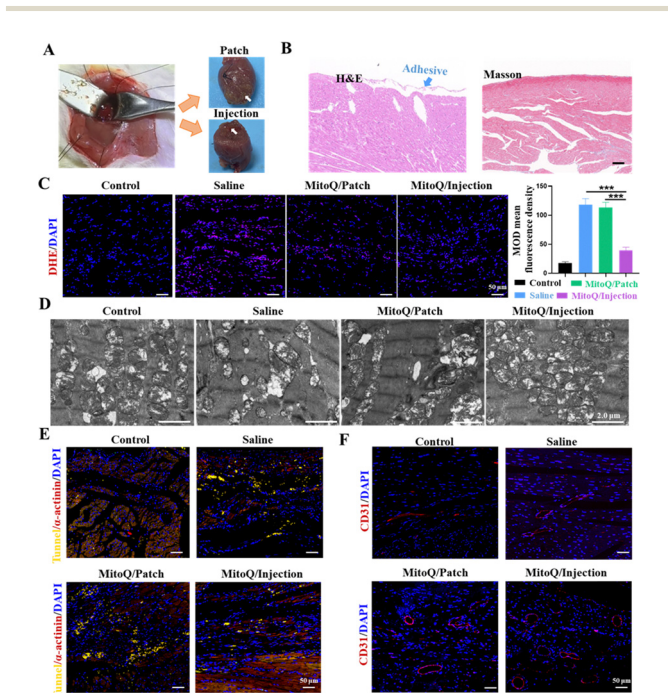 A
Patch
Injection
B
H&E
Adhesive
Masson
C
Control
Saline
MitoQ/Patch
MitoQ/Injection
DHE/DAPI
50 μm
MOD mean
fluorescence density
150
100
50
0
***
***
Control
MitoQ/Patch
Saline
MitoQ/Injection
D
Control
Saline
MitoQ/Patch
MitoQ/Injection
2.0 μm
E
Control
Saline
Tunnel/α-actinin/DAPI
MitoQ/Patch
MitoQ/Injection
Tunnel/α-actinin/DAPI
50 μm
F
Control
Saline
CD31/DAPI
MitoQ/Patch
MitoQ/Injection
CD31/DAPI
50 μm